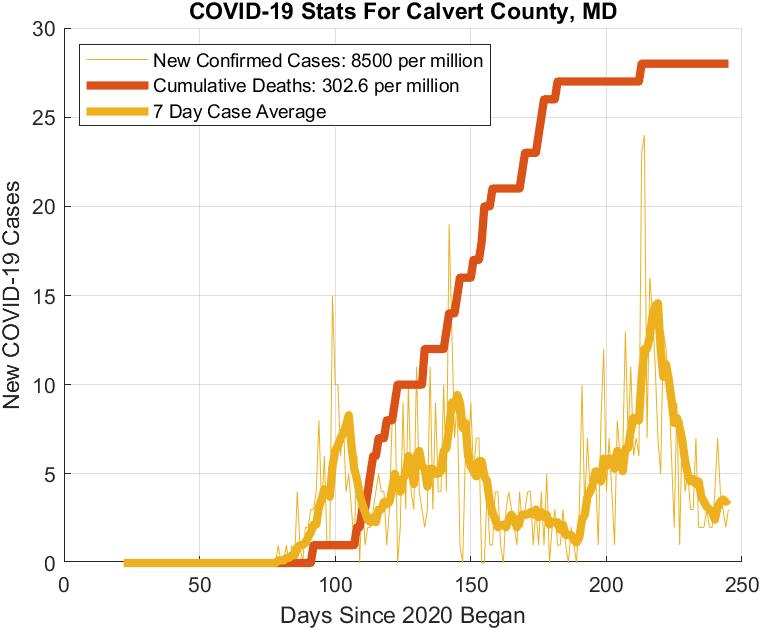 COVID-19 Stats For Calvert County, MD
30
New Confirmed Cases: 8500 per million
Cumulative Deaths: 302.6 per million
7 Day Case Average
25
20
15
10
5
0
New COVID-19 Cases
0 50 100 150 200 250
Days Since 2020 Began